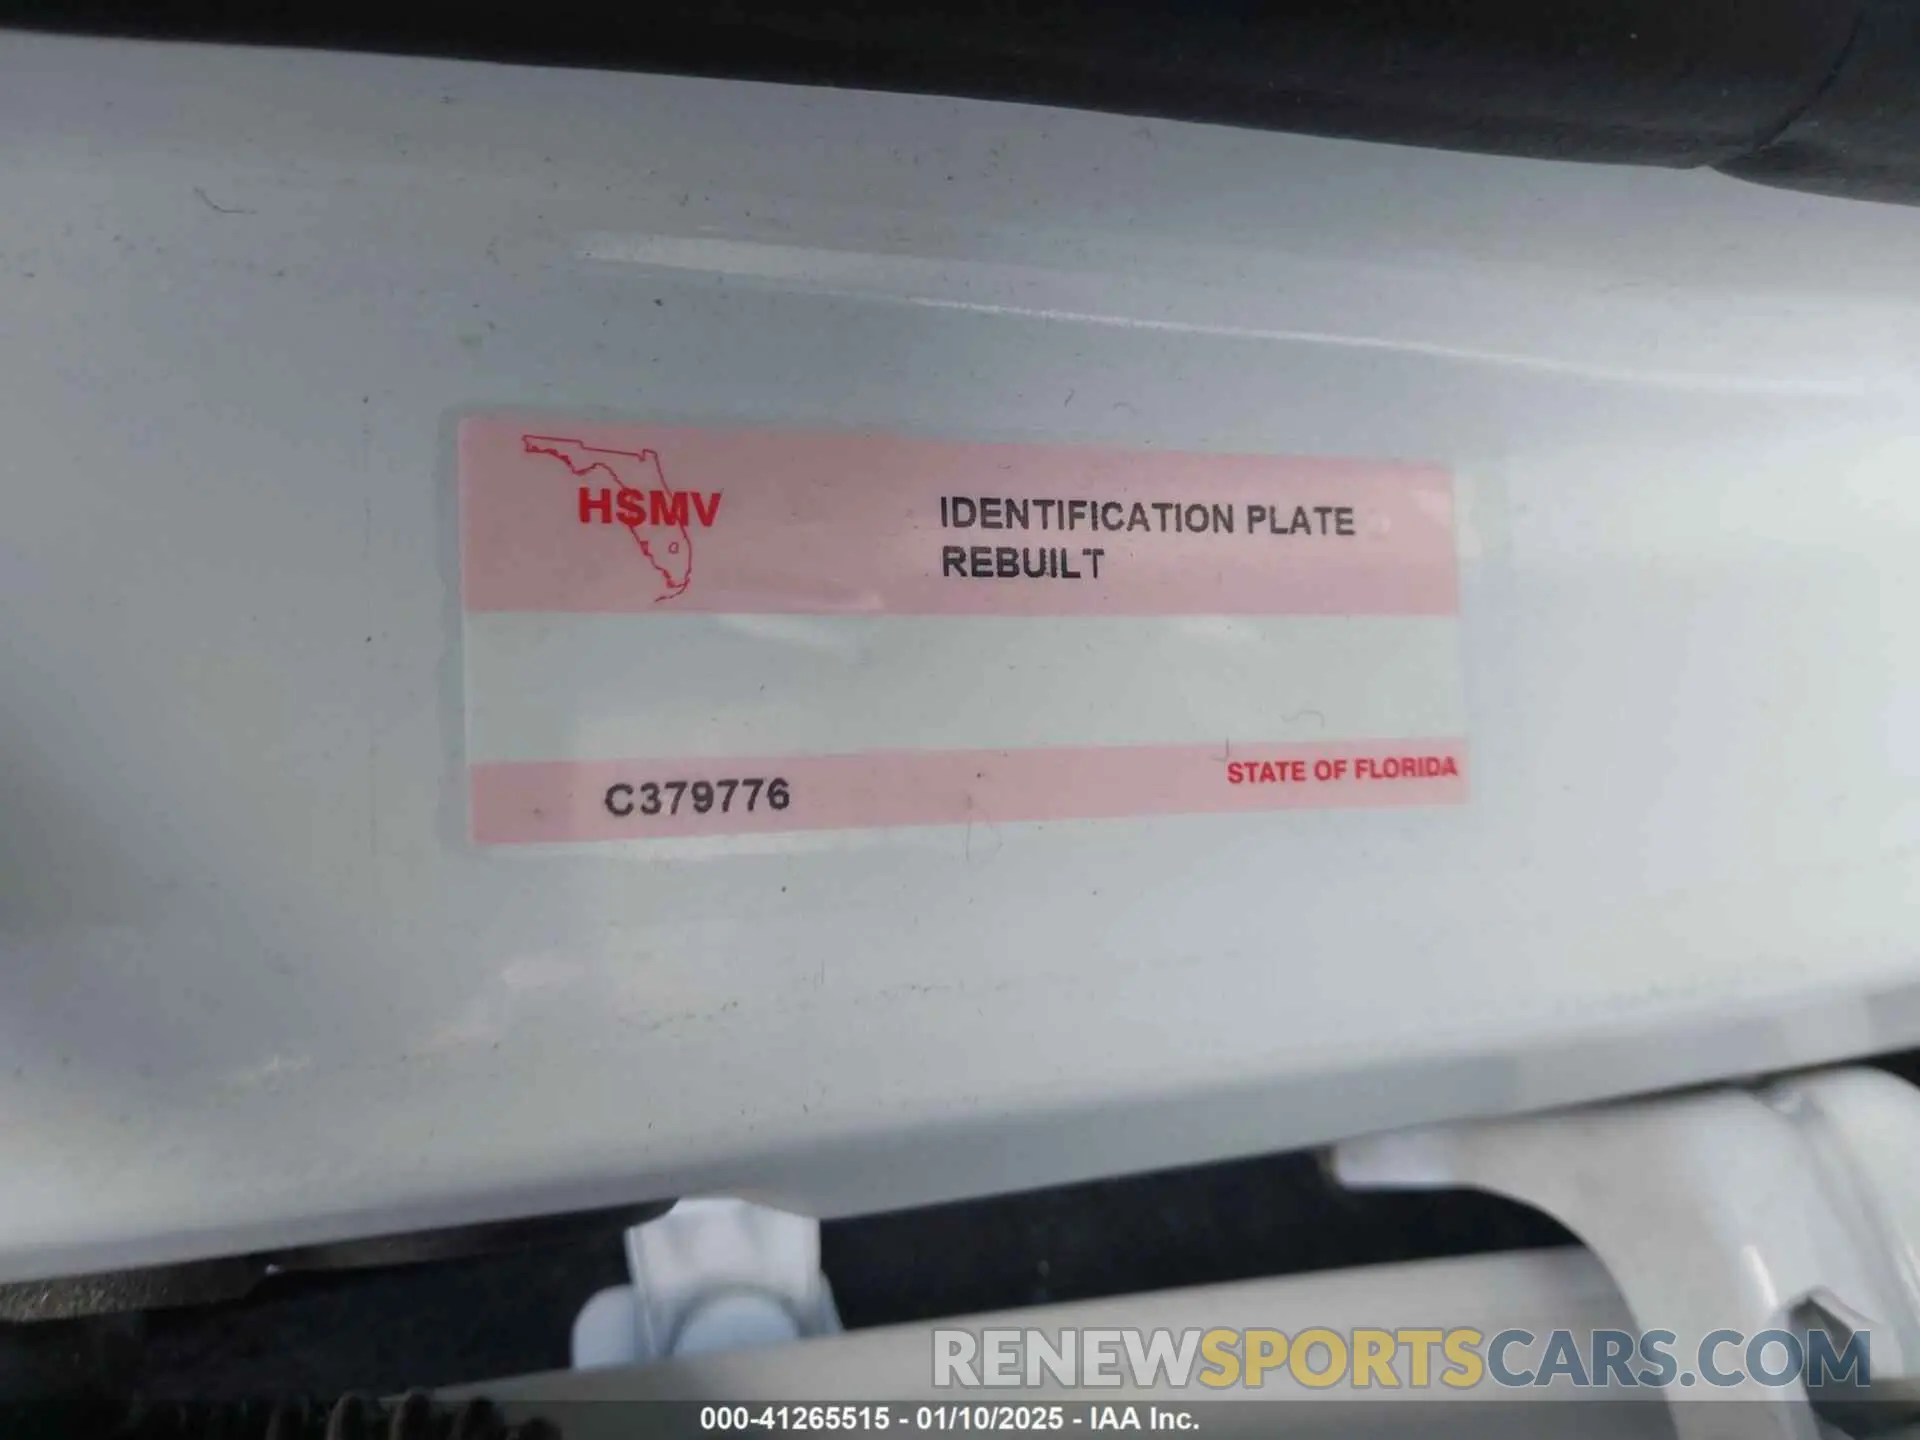 HSMV
IDENTIFICATION PLATE
REBUILT
C379776
STATE OF FLORIDA
RENEWSPORTSCARS.COM
000-41265515 - 01/10/2025 - IAA Inc.